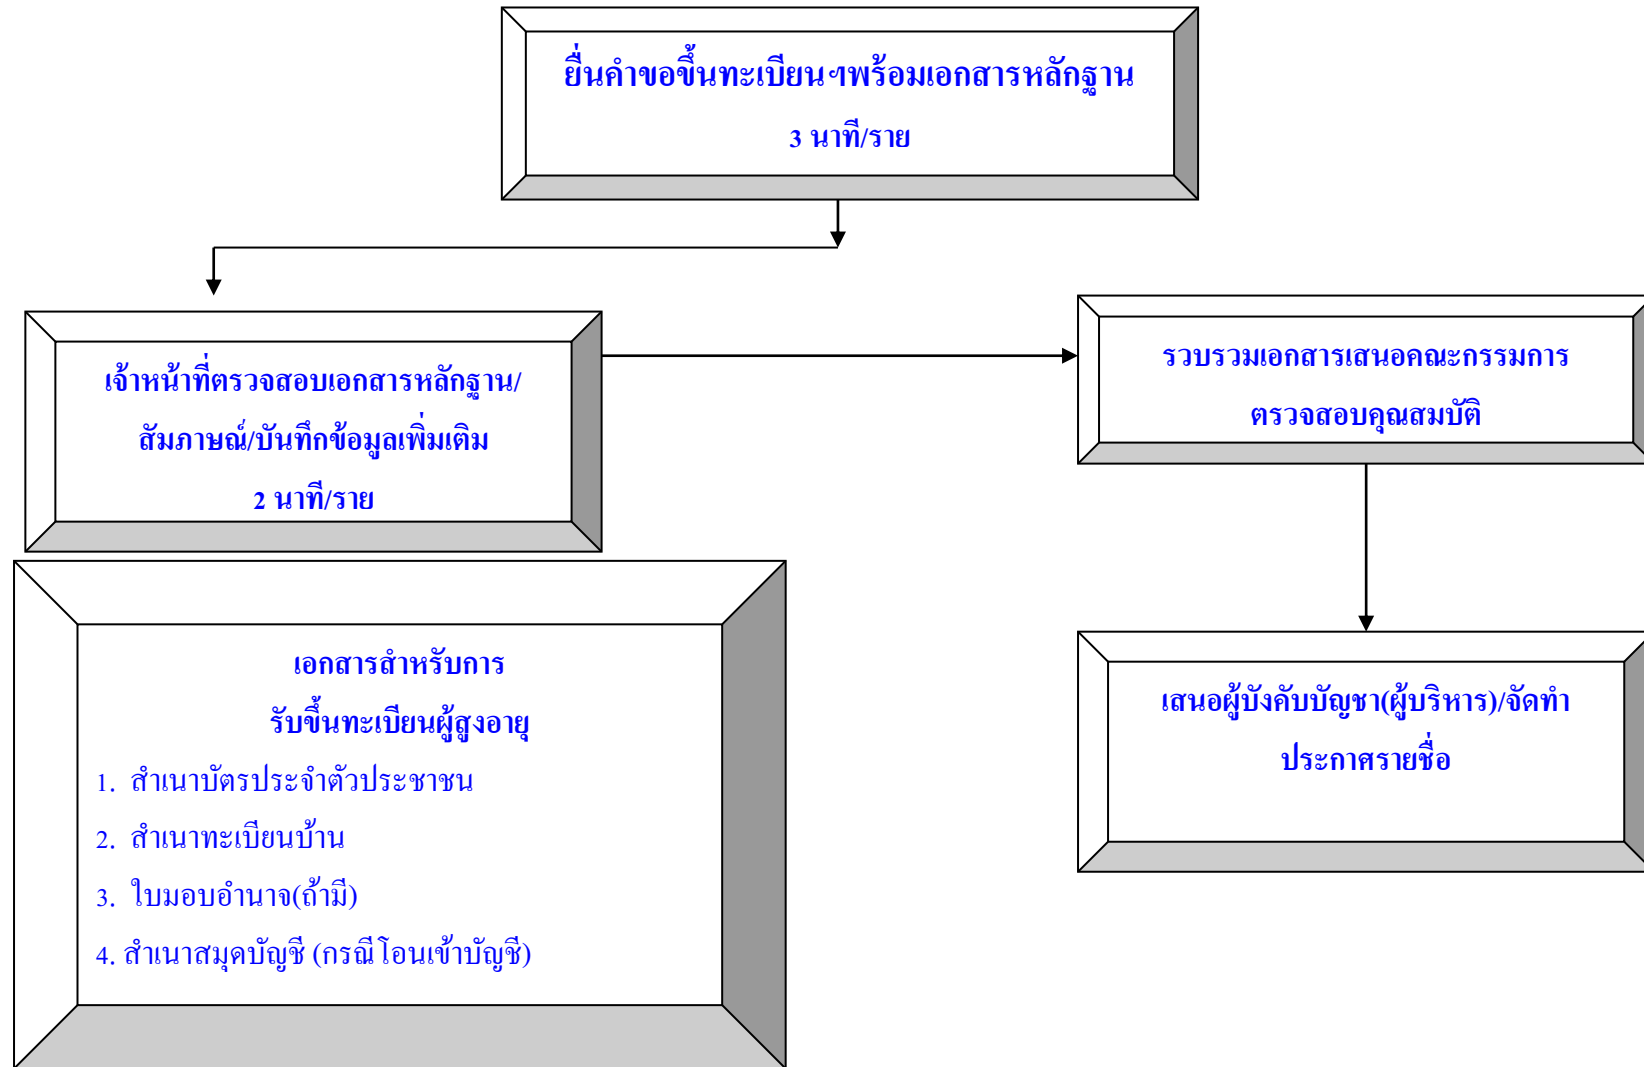 ยื่นคำขอขึ้นทะเบียนฯพร้อมเอกสารหลักฐาน
3 นาที/ราย
เจ้าหน้าที่ตรวจสอบเอกสารหลักฐาน/
สัมภาษณ์/บันทึกข้อมูลเพิ่มเติม
2 นาที/ราย
รวบรวมเอกสารเสนอคณะกรรมการ
ตรวจสอบคุณสมบัติ
เสนอผู้บังคับบัญชา(ผู้บริหาร)/จัดทำ
ประกาศรายชื่อ
เอกสารสำหรับการ
รับขึ้นทะเบียนผู้สูงอายุ
1. สำเนาบัตรประจำตัวประชาชน
2. สำเนาทะเบียนบ้าน
3. ใบมอบอำนาจ(ถ้ามี)
4. สำเนาสมุดบัญชี (กรณีโอนเข้าบัญชี)